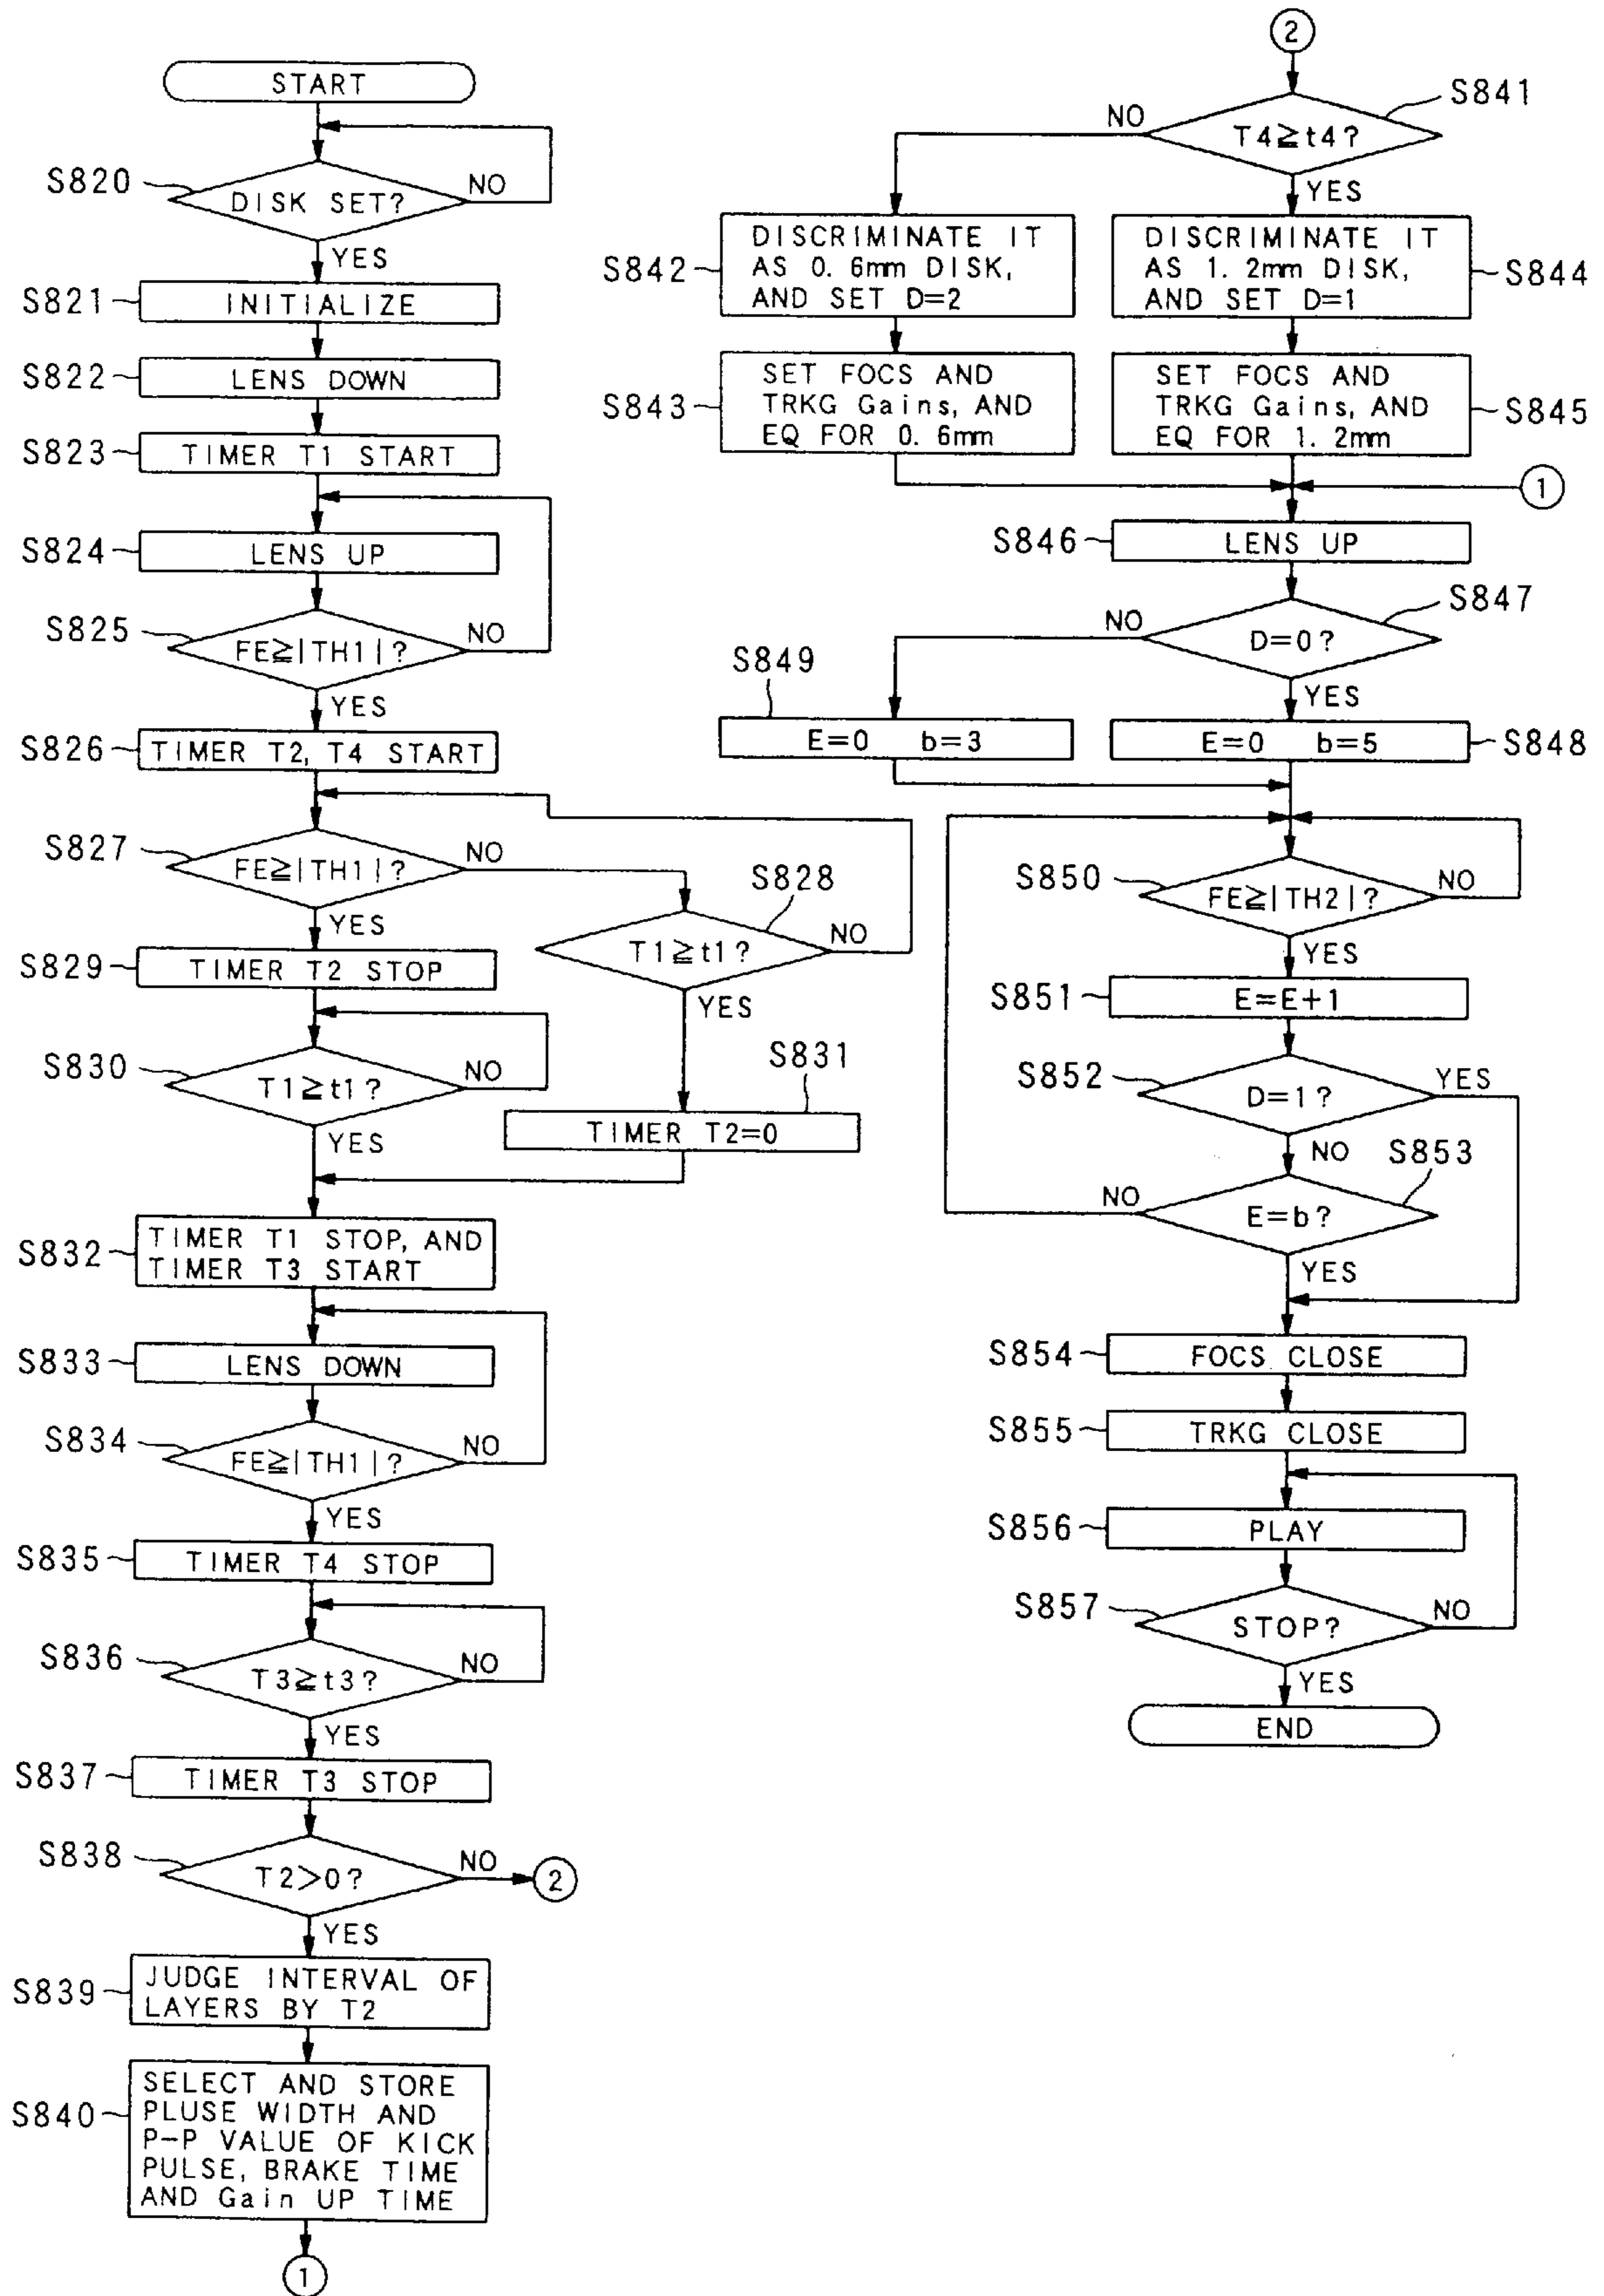 START
S820
DISK SET?
NO
YES
S821
INITIALIZE
S822
LENS DOWN
S823
TIMER T1 START
S824
LENS UP
S825
FE≧|TH1|?
NO
YES
S826
TIMER T2, T4 START
S827
FE≧|TH1|?
NO
YES
S828
T1≧t1?
NO
YES
S829
TIMER T2 STOP
S830
T1≧t1?
NO
YES
S831
TIMER T2=0
S832
TIMER T1 STOP, AND
TIMER T3 START
S833
LENS DOWN
S834
FE≧|TH1|?
NO
YES
S835
TIMER T4 STOP
S836
T3≧t3?
NO
YES
S837
TIMER T3 STOP
S838
T2>0?
NO
2
YES
S839
JUDGE INTERVAL OF
LAYERS BY T2
S840
SELECT AND STORE
PLUSE WIDTH AND
P-P VALUE OF KICK
PULSE, BRAKE TIME
AND Gain UP TIME
1
2
S841
T4≧t4?
NO
YES
S842
DISCRIMINATE IT
AS 0. 6mm DISK,
AND SET D=2
DISCRIMINATE IT
AS 1. 2mm DISK,
AND SET D=1
S844
S843
SET FOCS AND
TRKG Gains, AND
EQ FOR 0. 6mm
SET FOCS AND
TRKG Gains, AND
EQ FOR 1. 2mm
S845
1
S846
LENS UP
S847
D=0?
NO
YES
S849
E=0 b=3
E=0 b=5
S848
S850
FE≧|TH2|?
NO
YES
S851
E=E+1
S852
D=1?
YES
NO
S853
E=b?
NO
YES
S854
FOCS CLOSE
S855
TRKG CLOSE
S856
PLAY
S857
STOP?
NO
YES
END